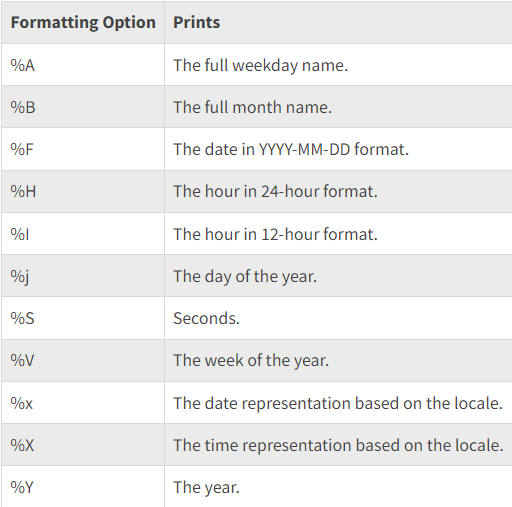 Formatting Option Prints
%A The full weekday name.
%B The full month name.
%F The date in YYYY-MM-DD format.
%H The hour in 24-hour format.
%I The hour in 12-hour format.
%j The day of the year.
%S Seconds.
%V The week of the year.
%x The date representation based on the locale.
%X The time representation based on the locale.
%Y The year.